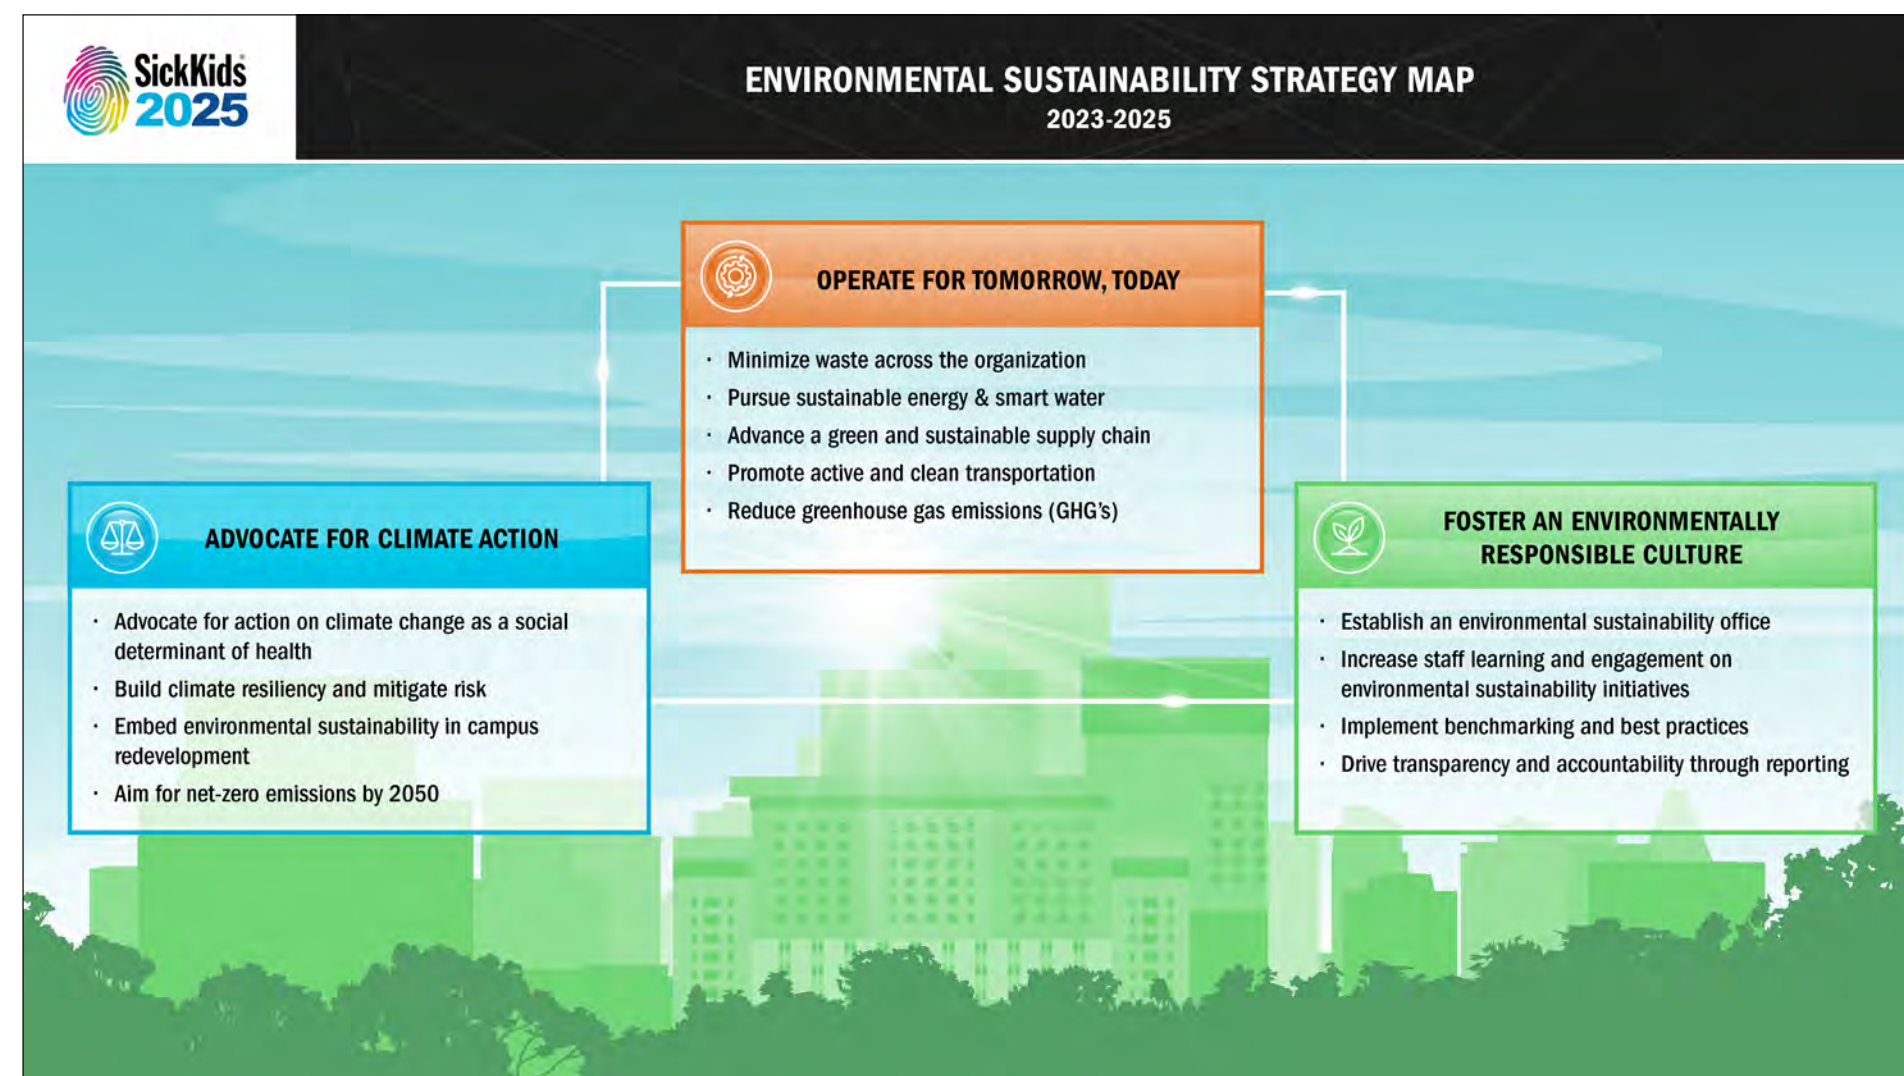 SickKids
2025
ENVIRONMENTAL SUSTAINABILITY STRATEGY MAP
2023-2025
OPERATE FOR TOMORROW, TODAY
· Minimize waste across the organization
· Pursue sustainable energy & smart water
· Advance a green and sustainable supply chain
· Promote active and clean transportation
· Reduce greenhouse gas emissions (GHG's)
ADVOCATE FOR CLIMATE ACTION
· Advocate for action on climate change as a social
determinant of health
· Build climate resiliency and mitigate risk
· Embed environmental sustainability in campus
redevelopment
· Aim for net-zero emissions by 2050
FOSTER AN ENVIRONMENTALLY
RESPONSIBLE CULTURE
· Establish an environmental sustainability office
· Increase staff learning and engagement on
environmental sustainability initiatives
· Implement benchmarking and best practices
· Drive transparency and accountability through reporting